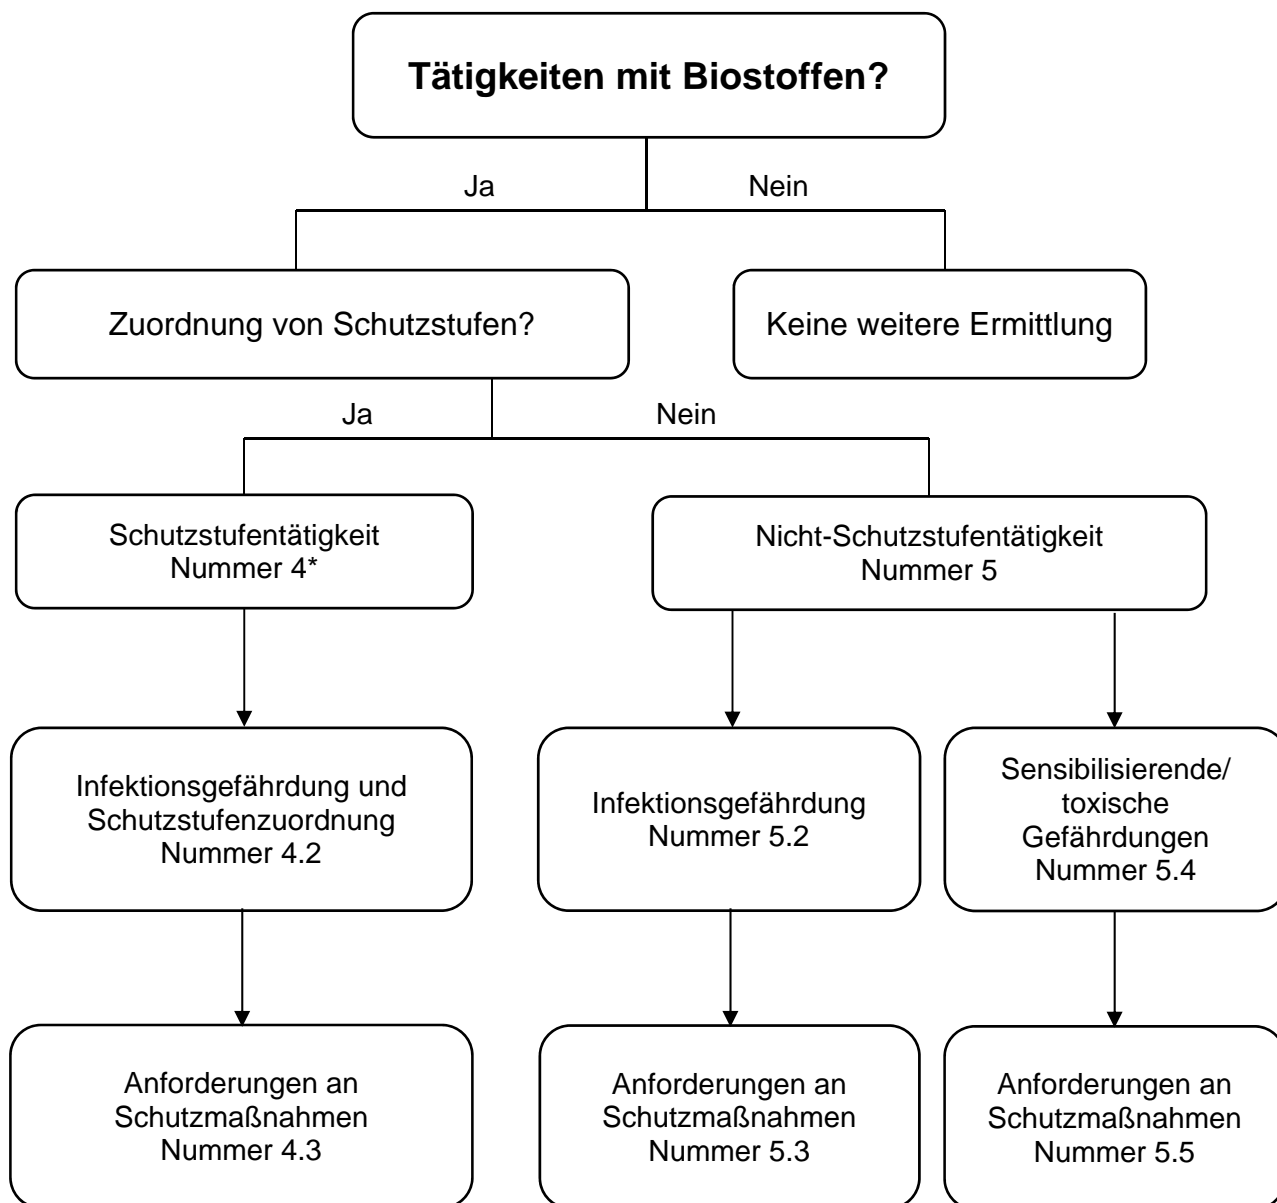 Tätigkeiten mit Biostoffen?
Ja
Nein
Zuordnung von Schutzstufen?
Keine weitere Ermittlung
Ja
Nein
Schutzstufentätigkeit
Nummer 4*
Nicht-Schutzstufentätigkeit
Nummer 5
Infektionsgefährdung und
Schutzstufenzuordnung
Nummer 4.2
Infektionsgefährdung
Nummer 5.2
Sensibilisierende/
toxische
Gefährdungen
Nummer 5.4
Anforderungen an
Schutzmaßnahmen
Nummer 4.3
Anforderungen an
Schutzmaßnahmen
Nummer 5.3
Anforderungen an
Schutzmaßnahmen
Nummer 5.5